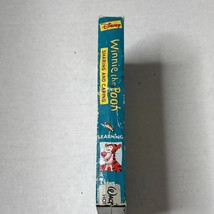 Disney
Winnie the Pooh
SHARING AND CARING
LEARNING